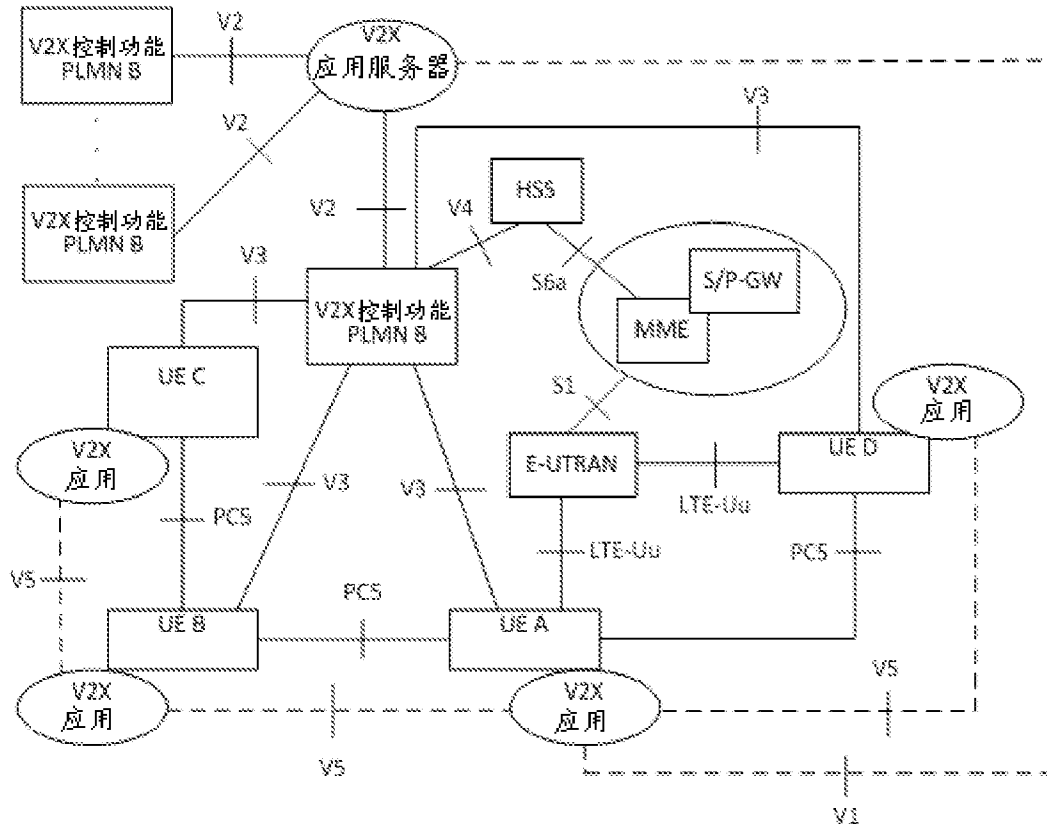 V2X控制功能
PLMN B
V2
V2X
应用服务器
V2
V3
V2X控制功能
PLMN B
V2
V4
HSS
S6a
S/P-GW
MME
V3
V2X控制功能
PLMN B
UE C
S1
V2X
应用
V2X
应用
E-UTRAN
UE D
LTE-Uu
V3
V3
PC5
LTE-Uu
PC5
V5
PC5
UE B
UE A
V2X
应用
V2X
应用
V5
V5
V1